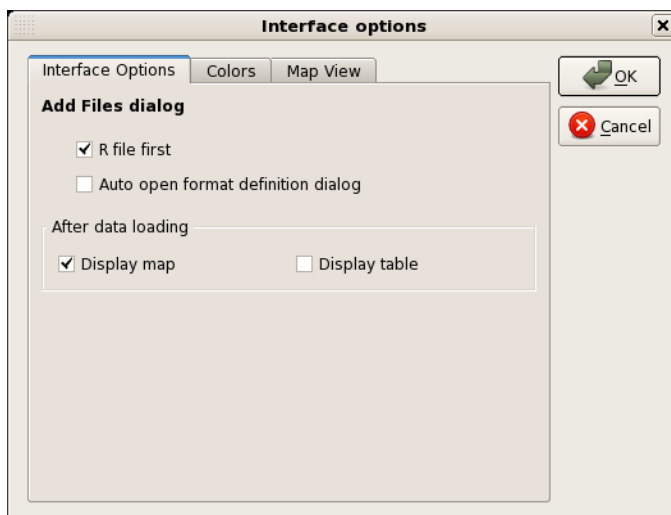 Interface options
Interface Options Colors Map View
OK
Add Files dialog
Cancel
R file first
Auto open format definition dialog
After data loading
Display map Display table